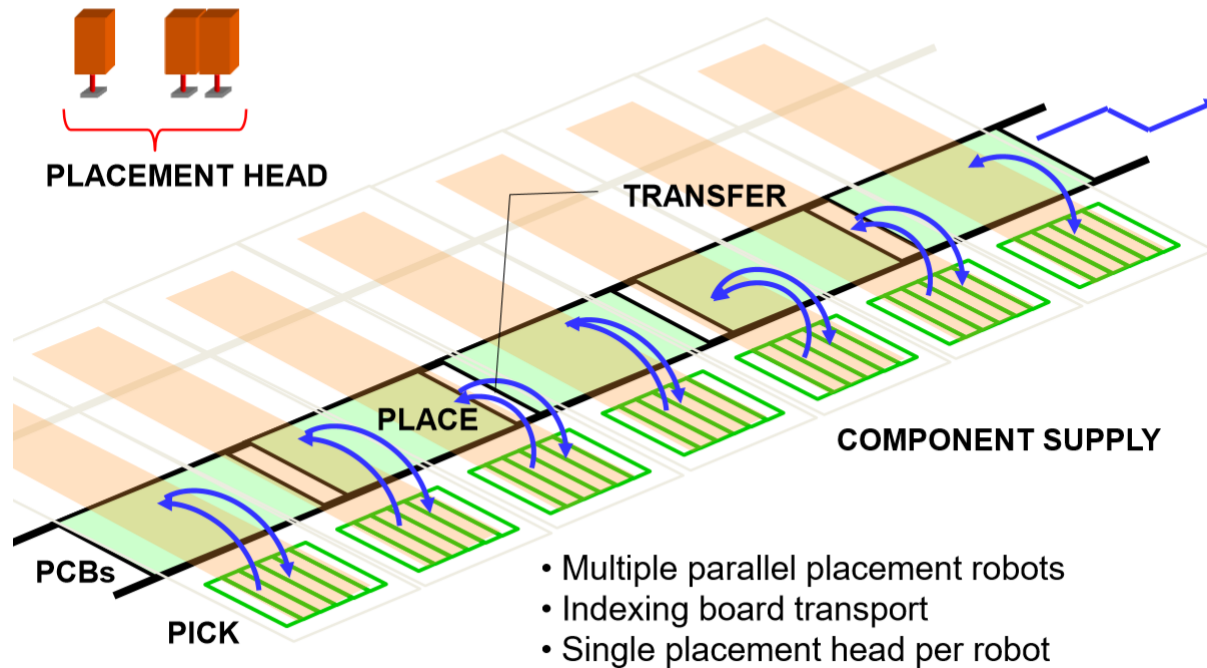 PLACEMENT HEAD
TRANSFER
PLACE
COMPONENT SUPPLY
PCBs
PICK
• Multiple parallel placement robots
• Indexing board transport
• Single placement head per robot